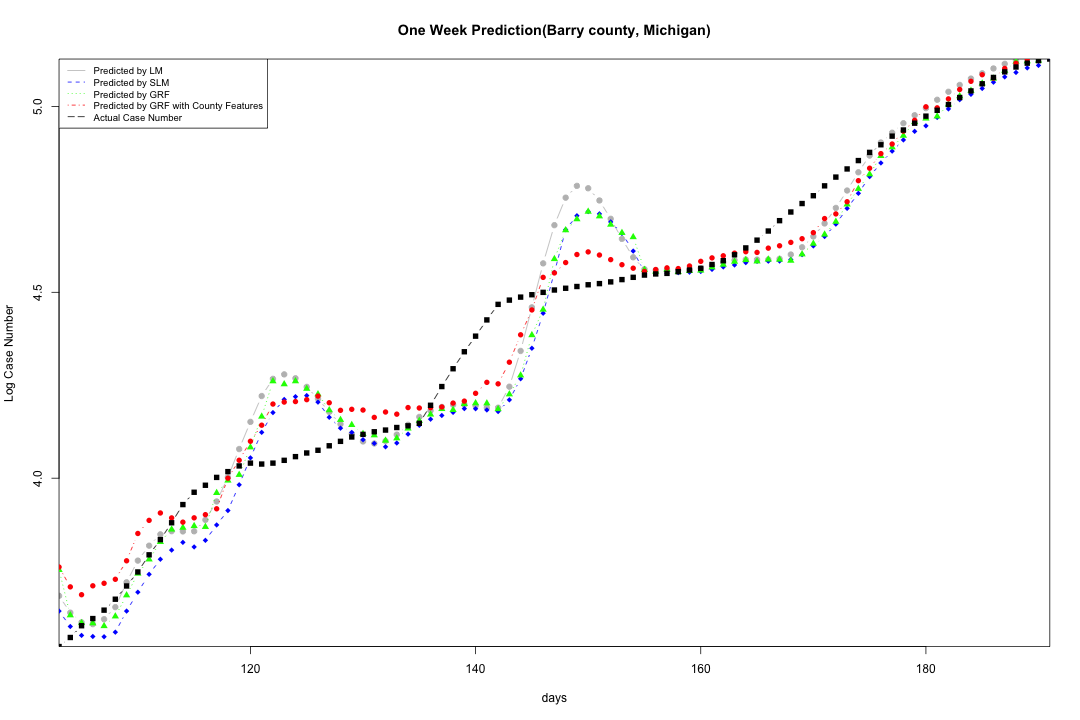 One Week Prediction(Barry county, Michigan)
Predicted by LM
Predicted by SLM
Predicted by GRF
Predicted by GRF with County Features
Actual Case Number
5.0
4.5
4.0
Log Case Number
120
140
160
180
days